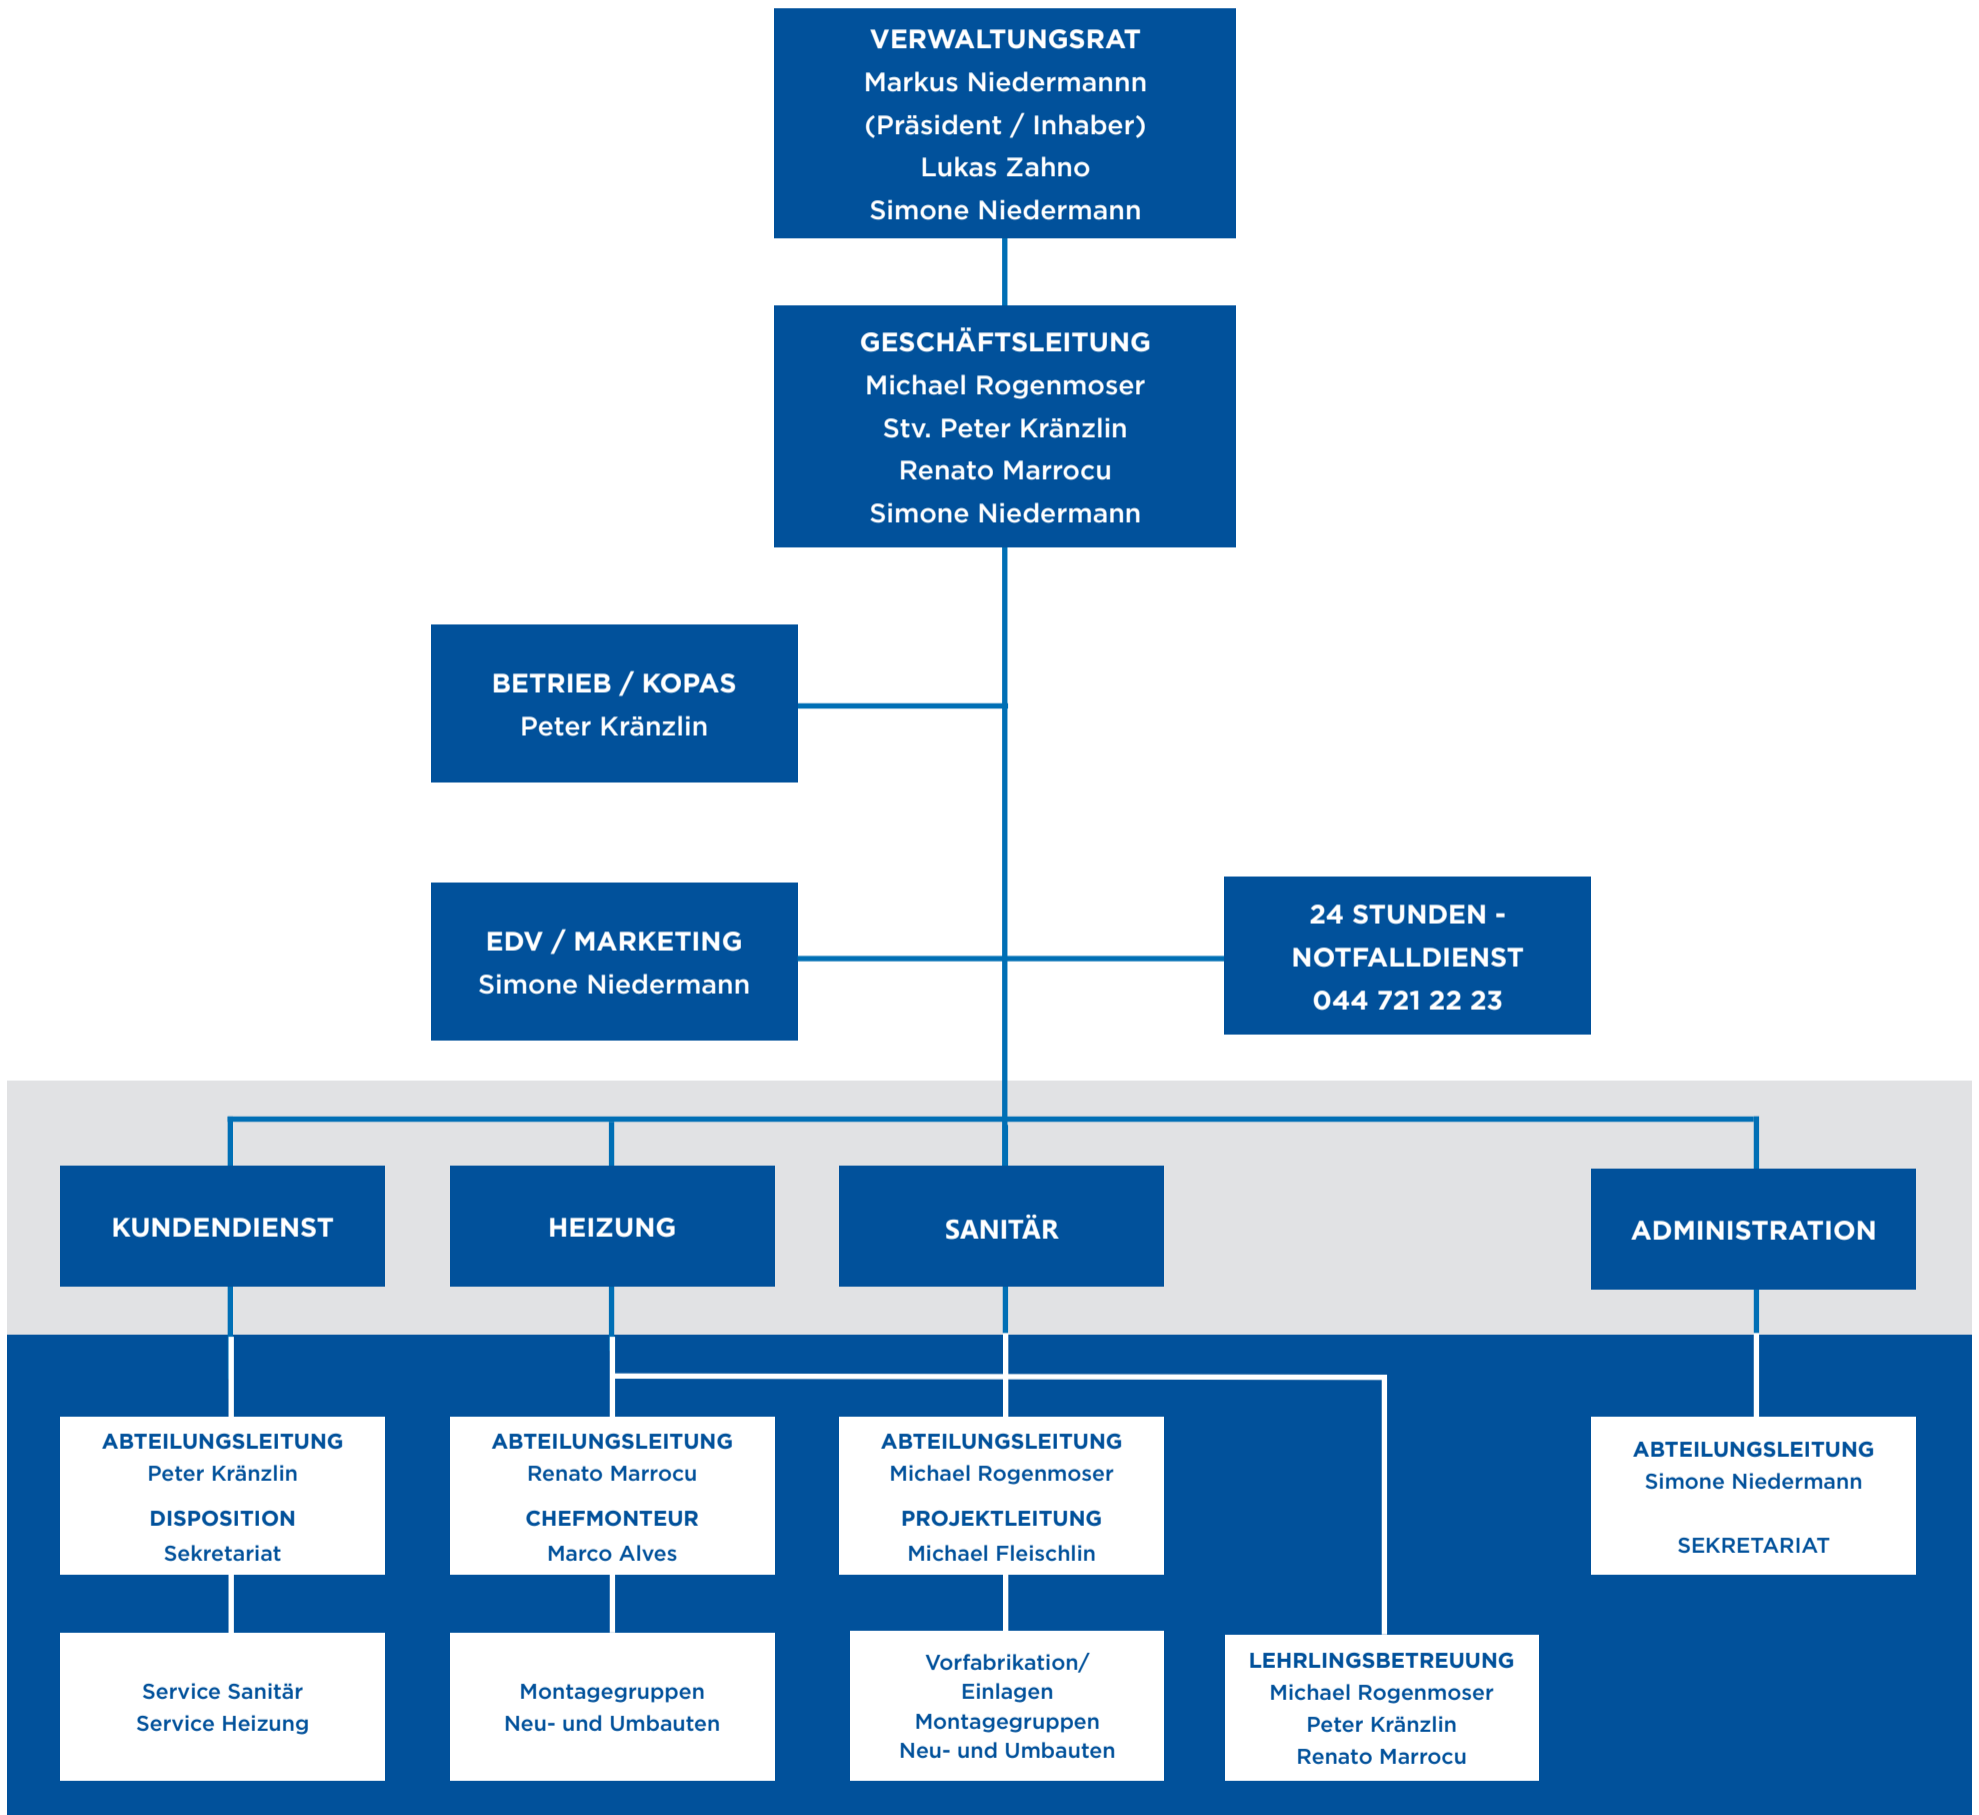 VERWALTUNGSRAT
Markus Niedermannn
(Präsident / Inhaber)
Lukas Zahno
Simone Niedermann
GESCHÄFTSLEITUNG
Michael Rogenmoser
Stv. Peter Kränzlin
Renato Marrocu
Simone Niedermann
BETRIEB / KOPAS
Peter Kränzlin
EDV / MARKETING
Simone Niedermann
24 STUNDEN -
NOTFALLDIENST
044 721 22 23
KUNDENDIENST
HEIZUNG
SANITÄR
ADMINISTRATION
ABTEILUNGSLEITUNG
Peter Kränzlin
DISPOSITION
Sekretariat
ABTEILUNGSLEITUNG
Renato Marrocu
CHEFMONTEUR
Marco Alves
ABTEILUNGSLEITUNG
Michael Rogenmoser
PROJEKTLEITUNG
Michael Fleischlin
ABTEILUNGSLEITUNG
Simone Niedermann
SEKRETARIAT
Service Sanitär
Service Heizung
Montagegruppen
Neu- und Umbauten
Vorfabrikation/
Einlagen
Montagegruppen
Neu- und Umbauten
LEHRLINGSBETREUUNG
Michael Rogenmoser
Peter Kränzlin
Renato Marrocu